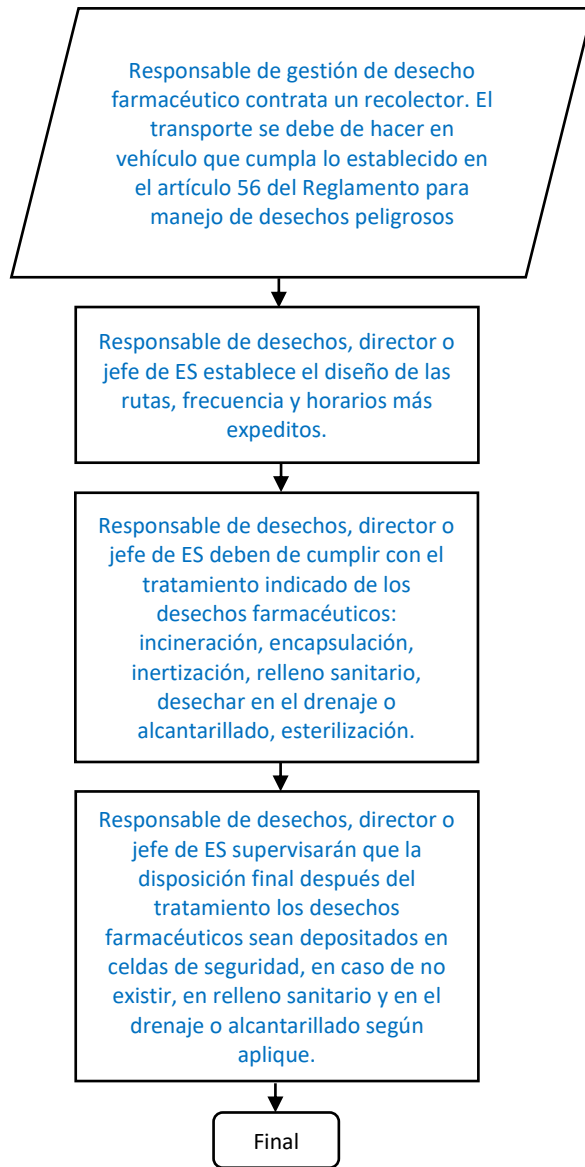 Responsable de gestión de desecho
farmacéutico contrata un recolector. El
transporte se debe de hacer en
vehículo que cumpla lo establecido en
el artículo 56 del Reglamento para
manejo de desechos peligrosos
Responsable de desechos, director o
jefe de ES establece el diseño de las
rutas, frecuencia y horarios más
expeditos.
Responsable de desechos, director o
jefe de ES deben de cumplir con el
tratamiento indicado de los
desechos farmacéuticos:
incineración, encapsulación,
inertización, relleno sanitario,
desechar en el drenaje o
alcantarillado, esterilización.
Responsable de desechos, director o
jefe de ES supervisarán que la
disposición final después del
tratamiento los desechos
farmacéuticos sean depositados en
celdas de seguridad, en caso de no
existir, en relleno sanitario y en el
drenaje o alcantarillado según
aplique.
Final